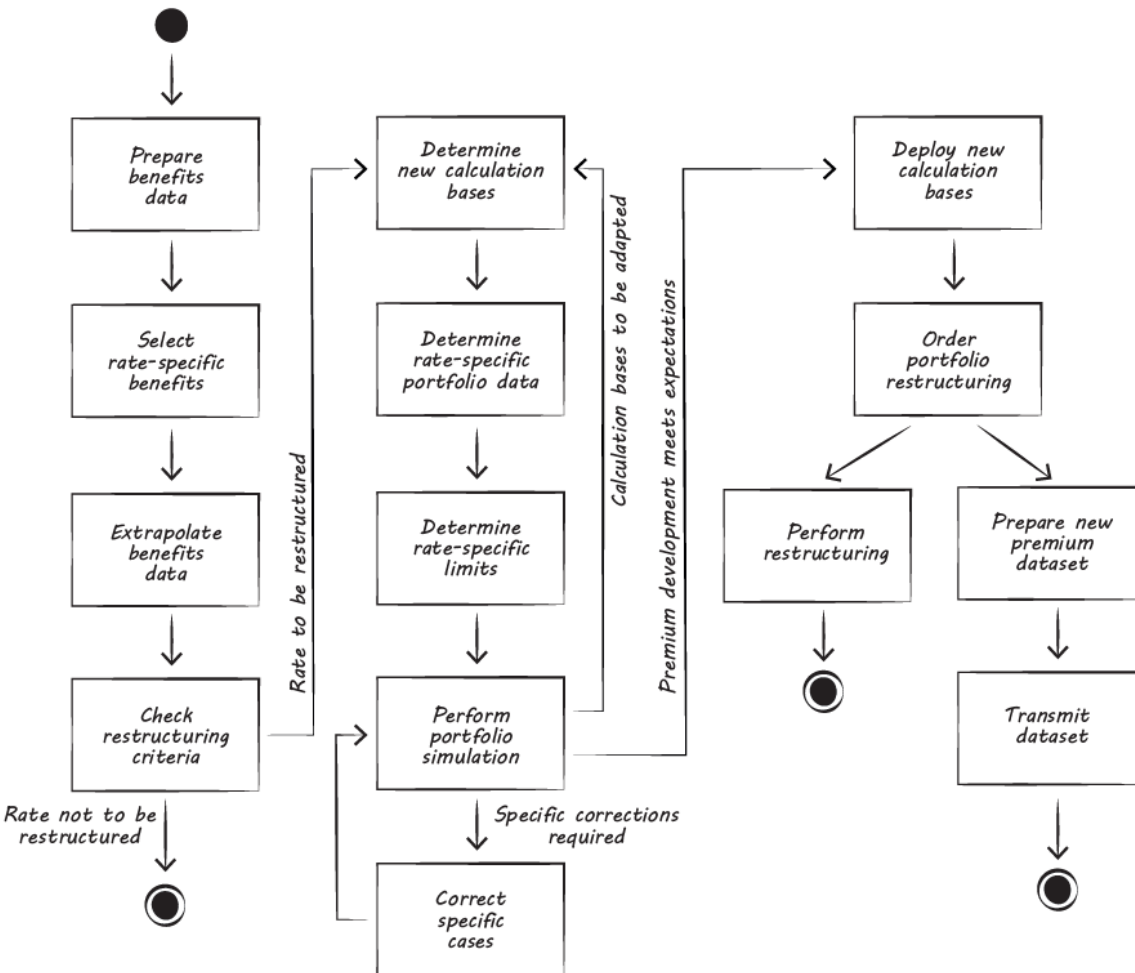 Prepare
benefits
data
Select
rate-specific
benefits
Extrapolate
benefits
data
Check
restructuring
criteria
Rate not to be
restructured
Rate to be restructured
Determine
new calculation
bases
Determine
rate-specific
portfolio data
Determine
rate-specific
limits
Perform
portfolio
simulation
Specific corrections
required
Correct
specific
cases
Calculation bases to be adapted
Premium development meets expectations
Deploy new
calculation
bases
Order
portfolio
restructuring
Perform
restructuring
Prepare new
premium
dataset
Transmit
dataset